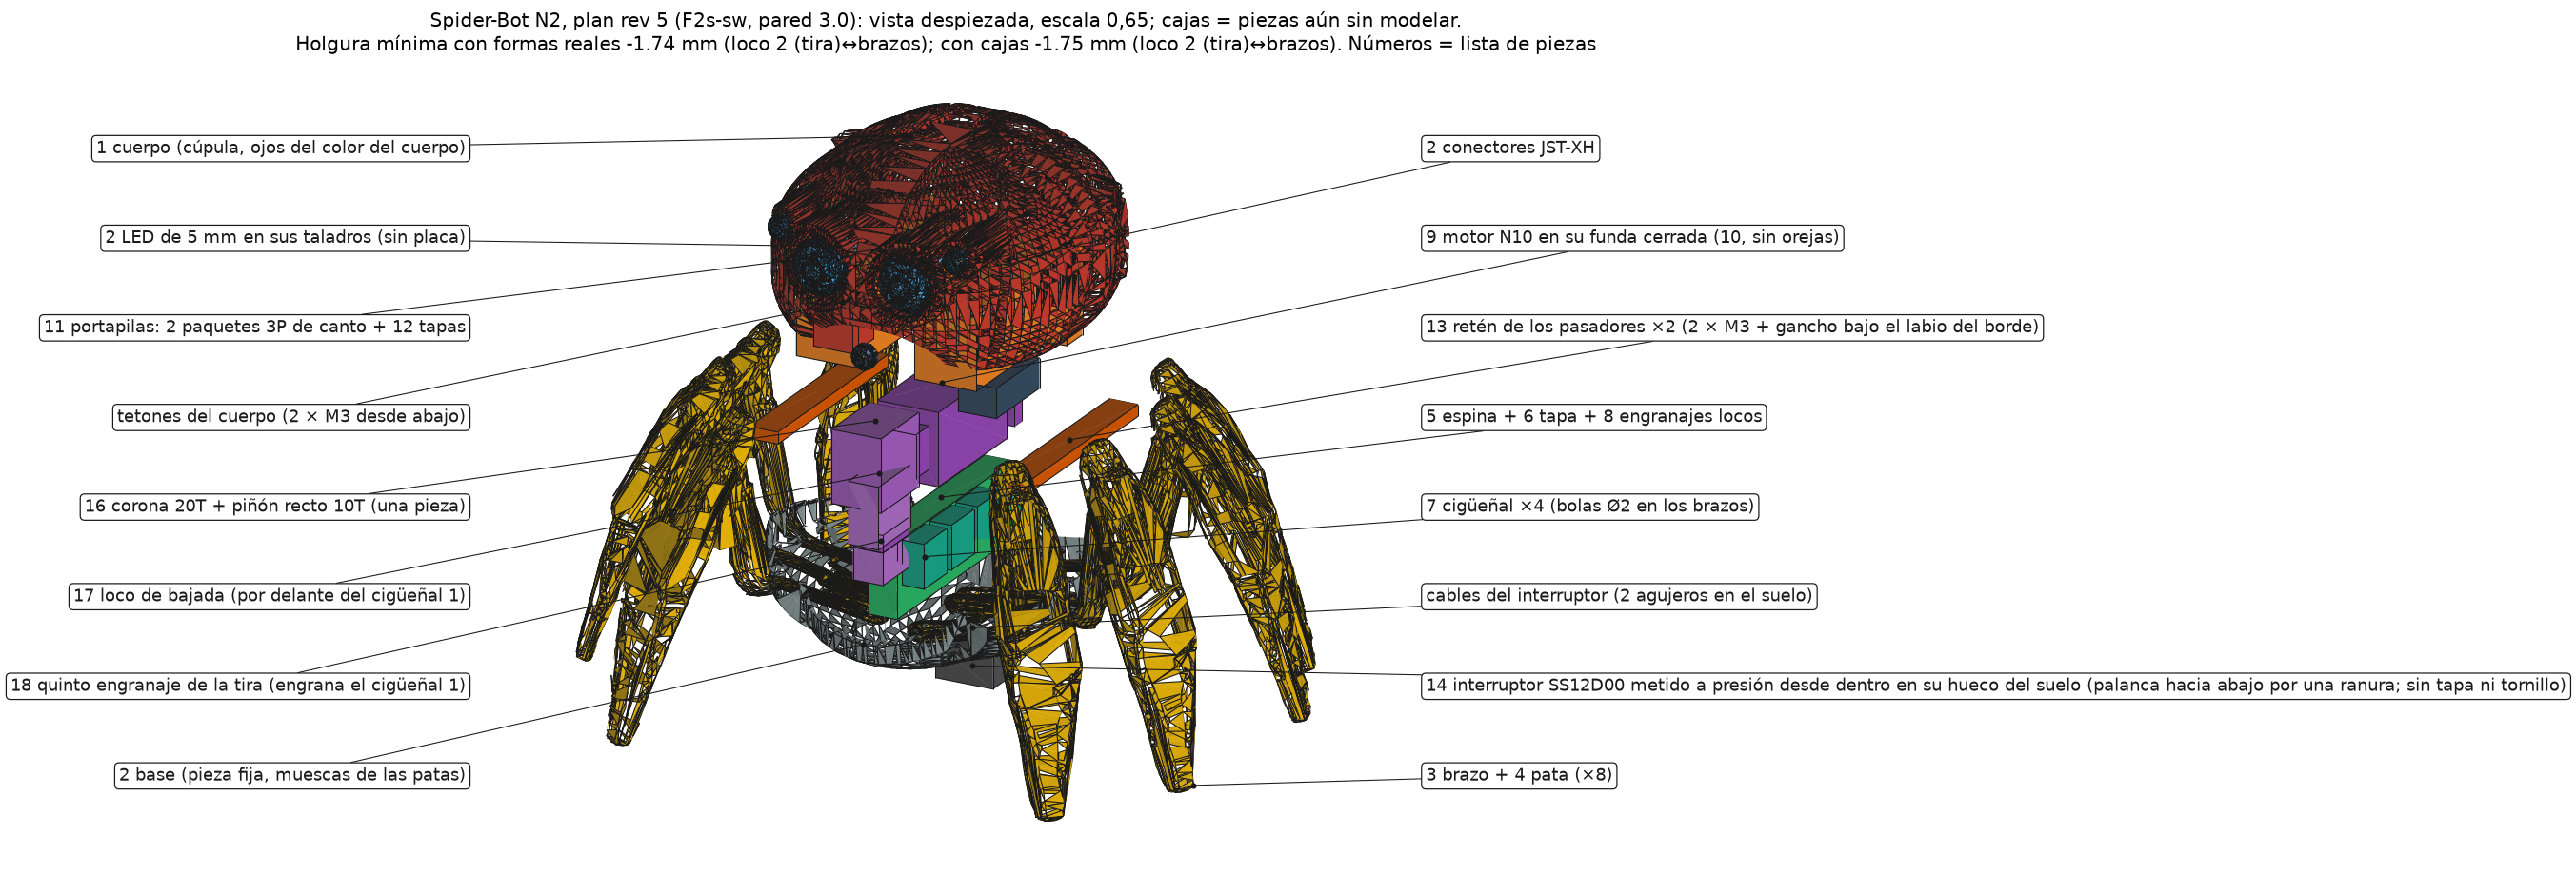 Spider-Bot N2, plan rev 5 (F2s-sw, pared 3.0): vista despiezada, escala 0,65; cajas = piezas aún sin modelar.
Holgura mínima con formas reales -1.74 mm (loco 2 (tira)↔brazos); con cajas -1.75 mm (loco 2 (tira)↔brazos). Números = lista de piezas
1 cuerpo (cúpula, ojos del color del cuerpo)
2 LED de 5 mm en sus taladros (sin placa)
11 portapilas: 2 paquetes 3P de canto + 12 tapas
tetones del cuerpo (2 × M3 desde abajo)
16 corona 20T + piñón recto 10T (una pieza)
17 loco de bajada (por delante del cigüeñal 1)
18 quinto engranaje de la tira (engrana el cigüeñal 1)
2 base (pieza fija, muescas de las patas)
2 conectores JST-XH
9 motor N10 en su funda cerrada (10, sin orejas)
13 retén de los pasadores ×2 (2 × M3 + gancho bajo el labio del borde)
5 espina + 6 tapa + 8 engranajes locos
7 cigüeñal ×4 (bolas Ø2 en los brazos)
cables del interruptor (2 agujeros en el suelo)
14 interruptor SS12D00 metido a presión desde dentro en su hueco del suelo (palanca hacia abajo por una ranura; sin tapa ni tornillo)
3 brazo + 4 pata (×8)